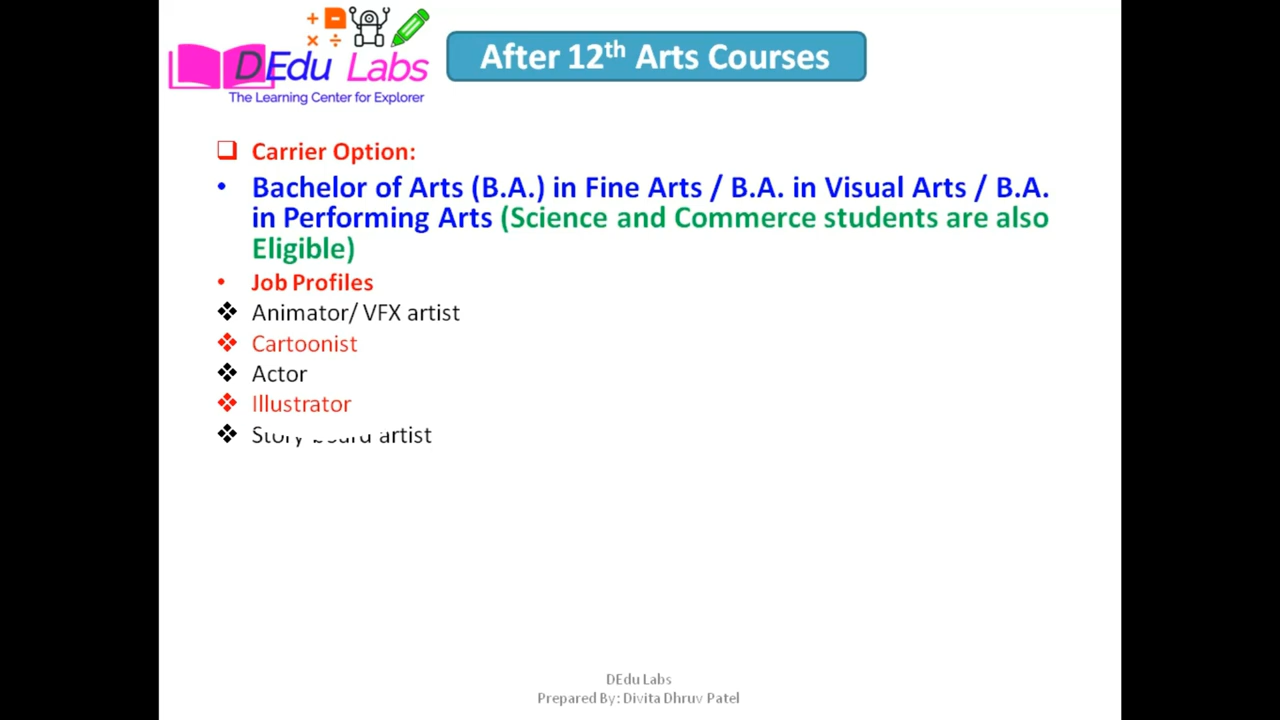 DEdu Labs
The Learning Center for Explorer
After 12th Arts Courses
❑ Carrier Option:
• Bachelor of Arts (B.A.) in Fine Arts / B.A. in Visual Arts / B.A.
in Performing Arts (Science and Commerce students are also
Eligible)
• Job Profiles
❖ Animator/ VFX artist
❖ Cartoonist
❖ Actor
❖ Illustrator
❖ Story board artist
DEdu Labs
Prepared By: Divita Dhruv Patel